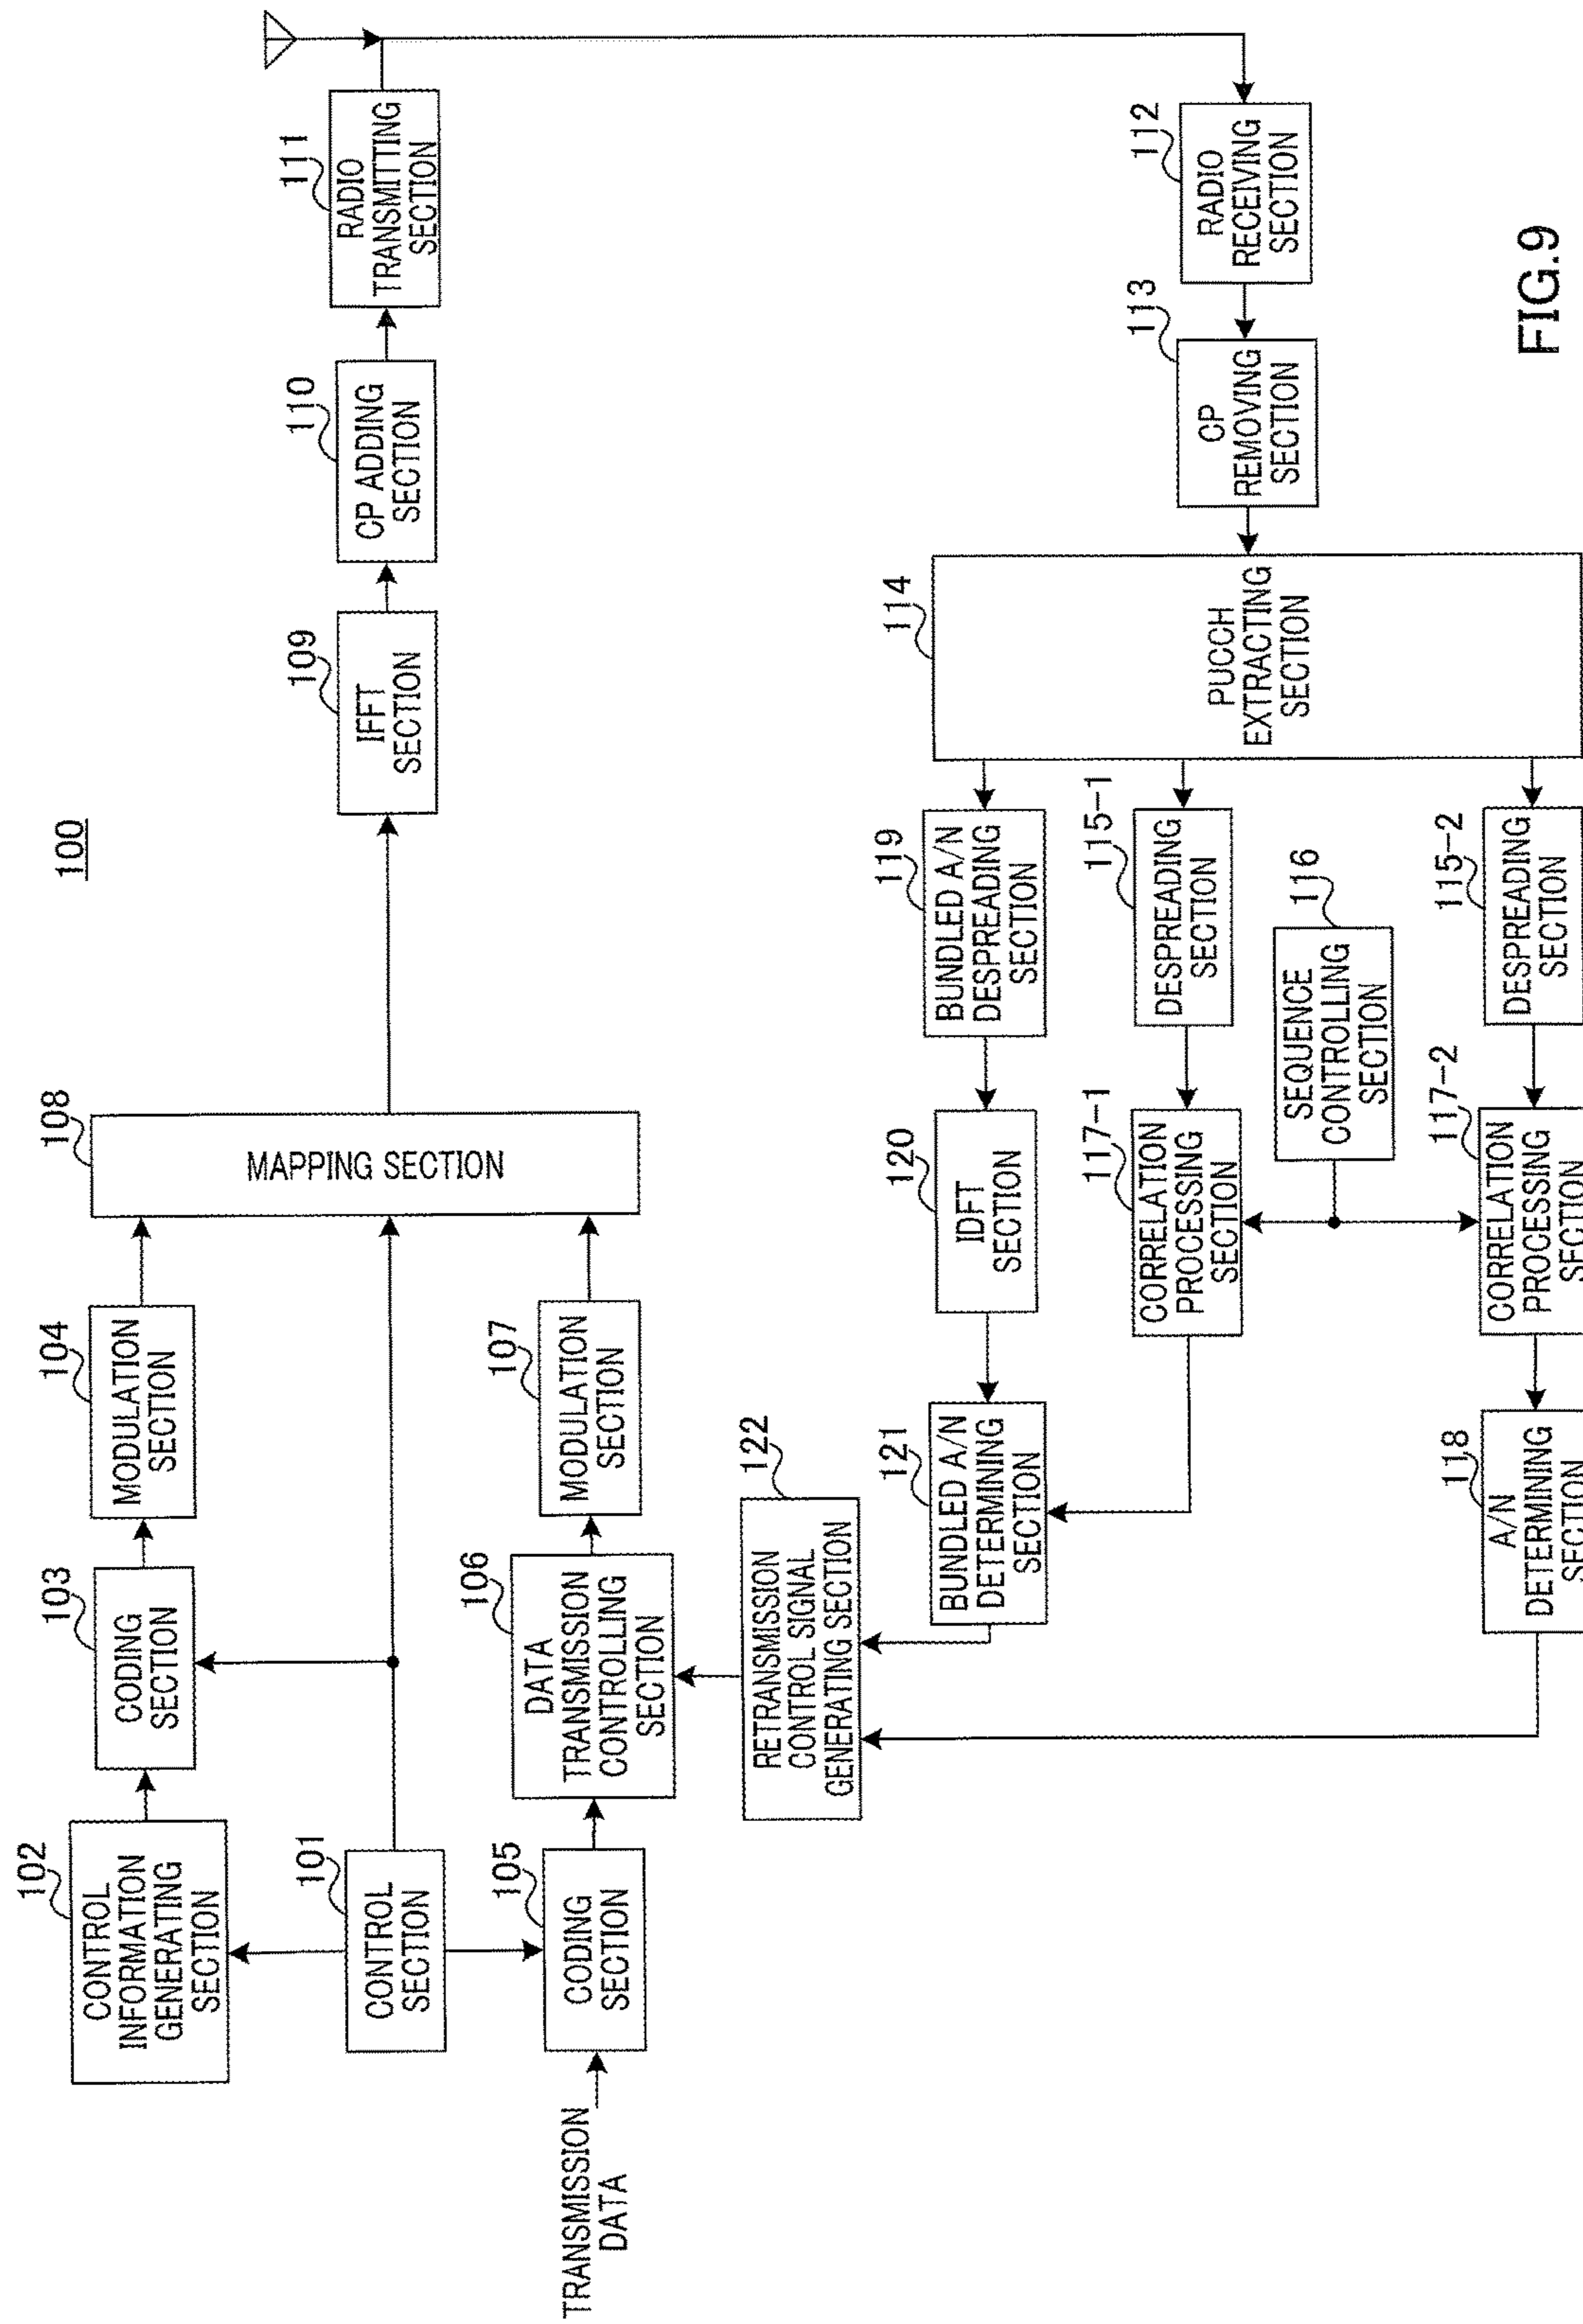 100
102
CONTROL
INFORMATION
GENERATING
SECTION
103
CODING
SECTION
104
MODULATION
SECTION
108
MAPPING SECTION
109
IFFT
SECTION
110
CP ADDING
SECTION
111
RADIO
TRANSMITTING
SECTION
101
CONTROL
SECTION
TRANSMISSION
DATA
105
CODING
SECTION
106
DATA
TRANSMISSION
CONTROLLING
SECTION
107
MODULATION
SECTION
122
RETRANSMISSION
CONTROL SIGNAL
GENERATING SECTION
121
BUNDLED A/N
DETERMINING
SECTION
120
IDFT
SECTION
119
BUNDLED A/N
DESPREADING
SECTION
114
PUCCH
EXTRACTING
SECTION
113
CP
REMOVING
SECTION
112
RADIO
RECEIVING
SECTION
117-1
CORRELATION
PROCESSING
SECTION
115-1
DESPREADING
SECTION
116
SEQUENCE
CONTROLLING
SECTION
118
A/N
DETERMINING
SECTION
117-2
CORRELATION
PROCESSING
SECTION
115-2
DESPREADING
SECTION
FIG.9